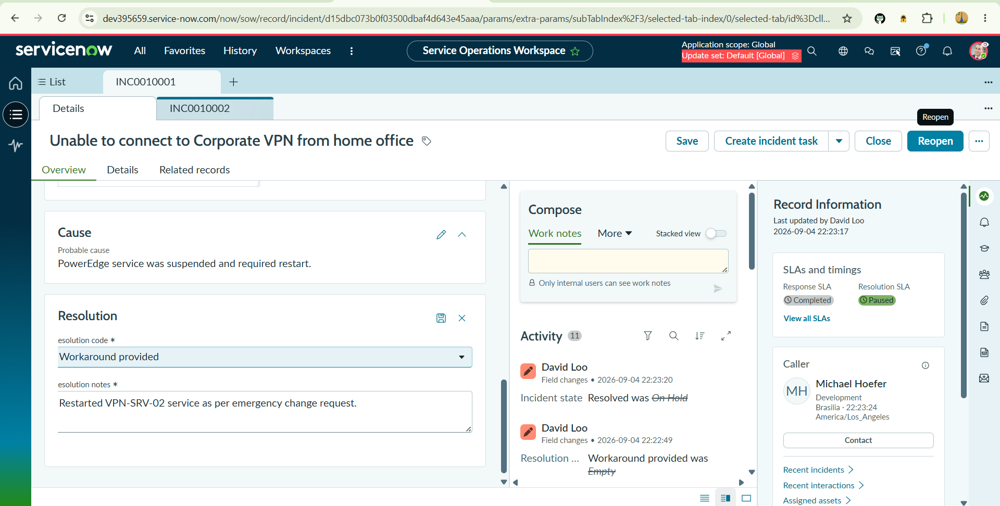 dev395659.service-now.com/now/sow/record/incident/d15dbc073b0f03500dbaf4d643e45aaa/params/extra-params/subTabIndex%2F3/selected-tab-index/0/selected-tab/id%3Dcll...
servicenow
All
Favorites
History
Workspaces
Service Operations Workspace
Application scope: Global
Update set: Default [Global]
List
INC0010001
Details
INC0010002
Reopen
Unable to connect to Corporate VPN from home office
Save
Create incident task
Close
Reopen
Overview
Details
Related records
Cause
Probable cause
PowerEdge service was suspended and required restart.
Resolution
esolution code *
Workaround provided
esolution notes *
Restarted VPN-SRV-02 service as per emergency change request.
Compose
Work notes
More
Stacked view
Only internal users can see work notes
Activity 11
David Loo
Field changes • 2026-09-04 22:23:20
Incident state Resolved was On Hold
David Loo
Field changes • 2026-09-04 22:22:49
Resolution ... Workaround provided was
Empty
Record Information
Last updated by David Loo
2026-09-04 22:23:17
SLAs and timings
Response SLA
Resolution SLA
Completed
Paused
View all SLAs
Caller
MH
Michael Hoefer
Development
Brasilia · 22:23:24
America/Los_Angeles
Contact
Recent incidents
Recent interactions
Assigned assets